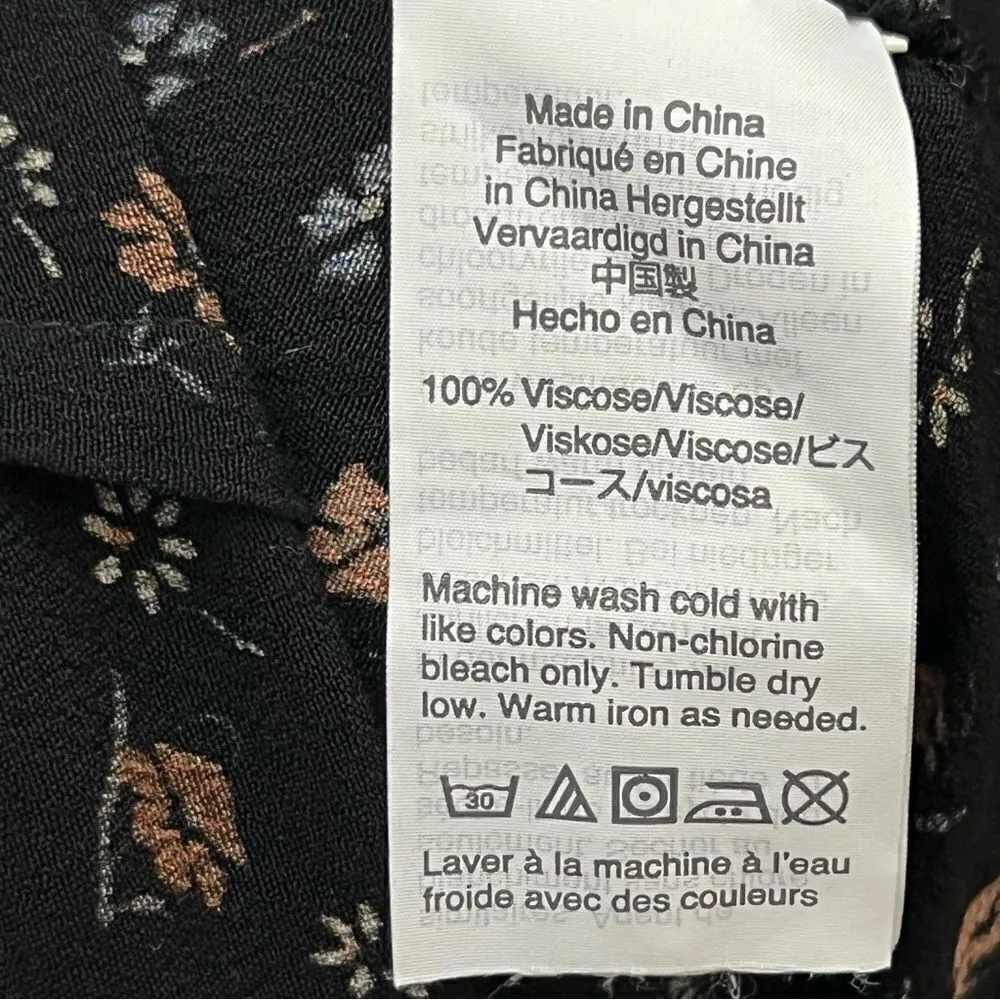 Made in China
Fabriqué en Chine
in China Hergestellt
Vervaardigd in China
中国製
Hecho en China
100% Viscose/Viscose/
Viskose/Viscose/ビス
コース/viscosa
Machine wash cold with
like colors. Non-chlorine
bleach only. Tumble dry
low. Warm iron as needed.
30
Laver à la machine à l'eau
froide avec des couleurs